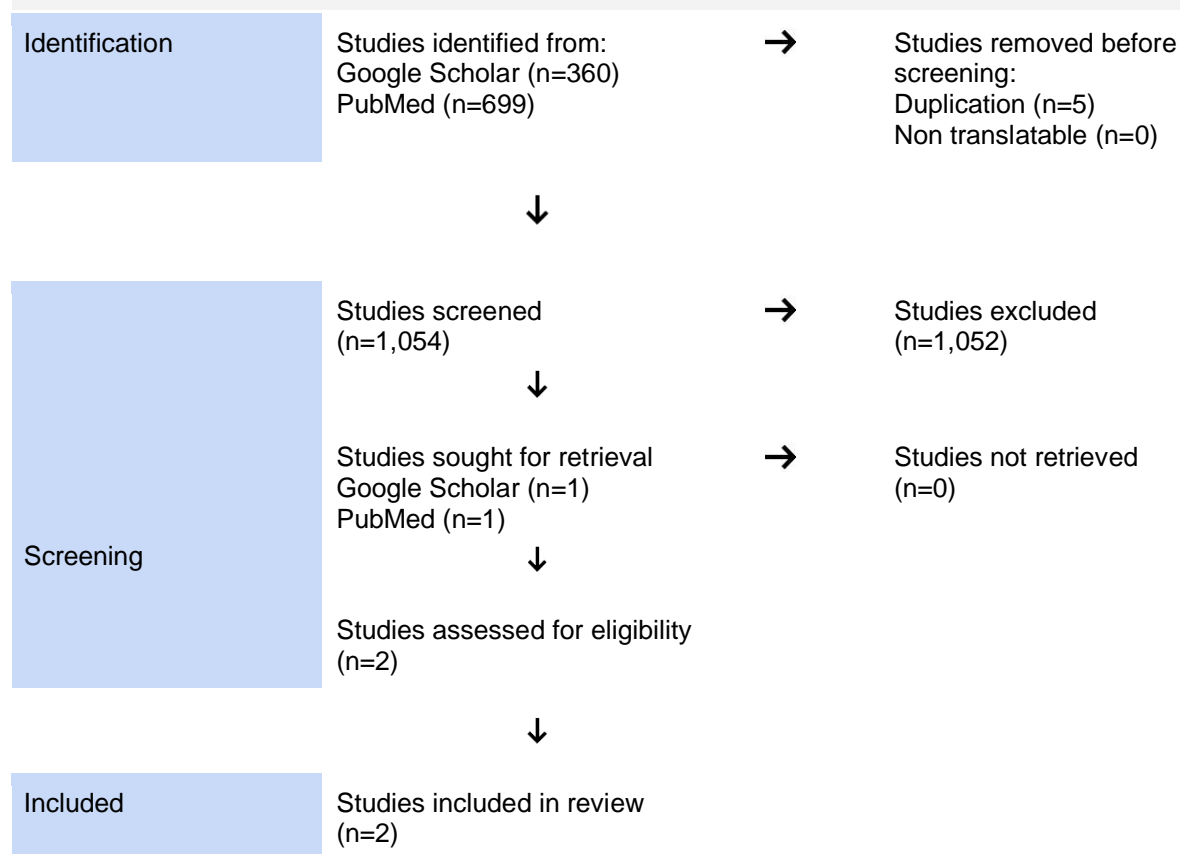 Identification
Studies identified from:
Google Scholar (n=360)
PubMed (n=699)
→
Studies removed before
screening:
Duplication (n=5)
Non translatable (n=0)
↓
Studies screened
(n=1,054)
→
Studies excluded
(n=1,052)
↓
Studies sought for retrieval
Google Scholar (n=1)
PubMed (n=1)
→
Studies not retrieved
(n=0)
Screening
↓
Studies assessed for eligibility
(n=2)
↓
Included
Studies included in review
(n=2)